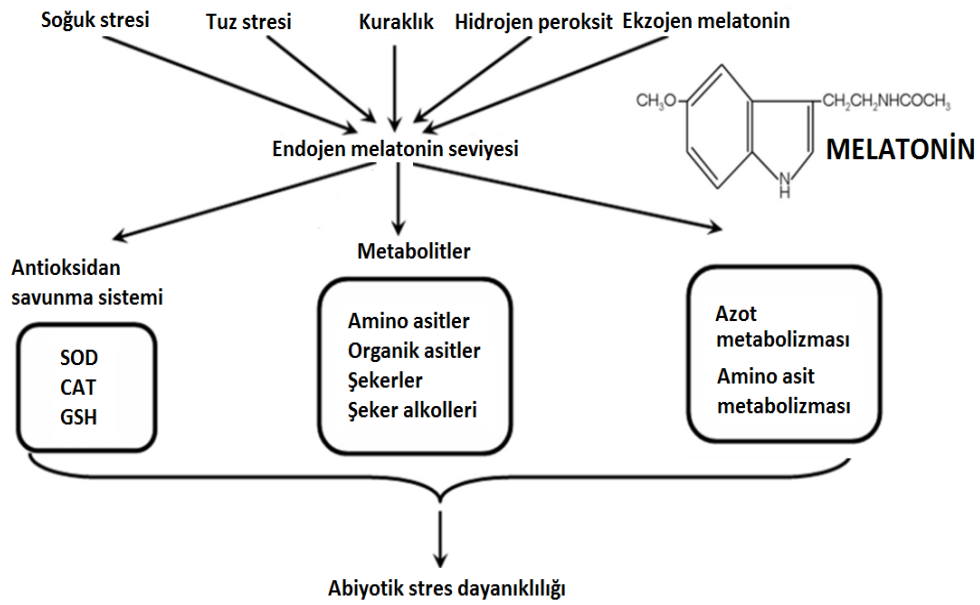 Soğuk stresi
Tuz stresi
Kuraklık
Hidrojen peroksit
Ekzojen melatonin
CH₃O
CH₂CH₂NHCOCH₃
N
H
MELATONİN
Endojen melatonin seviyesi
Antioksidan
savunma sistemi
SOD
CAT
GSH
Metabolitler
Amino asitler
Organik asitler
Şekerler
Şeker alkolleri
Azot
metabolizması
Amino asit
metabolizması
Abiyotik stres dayanıklılığı